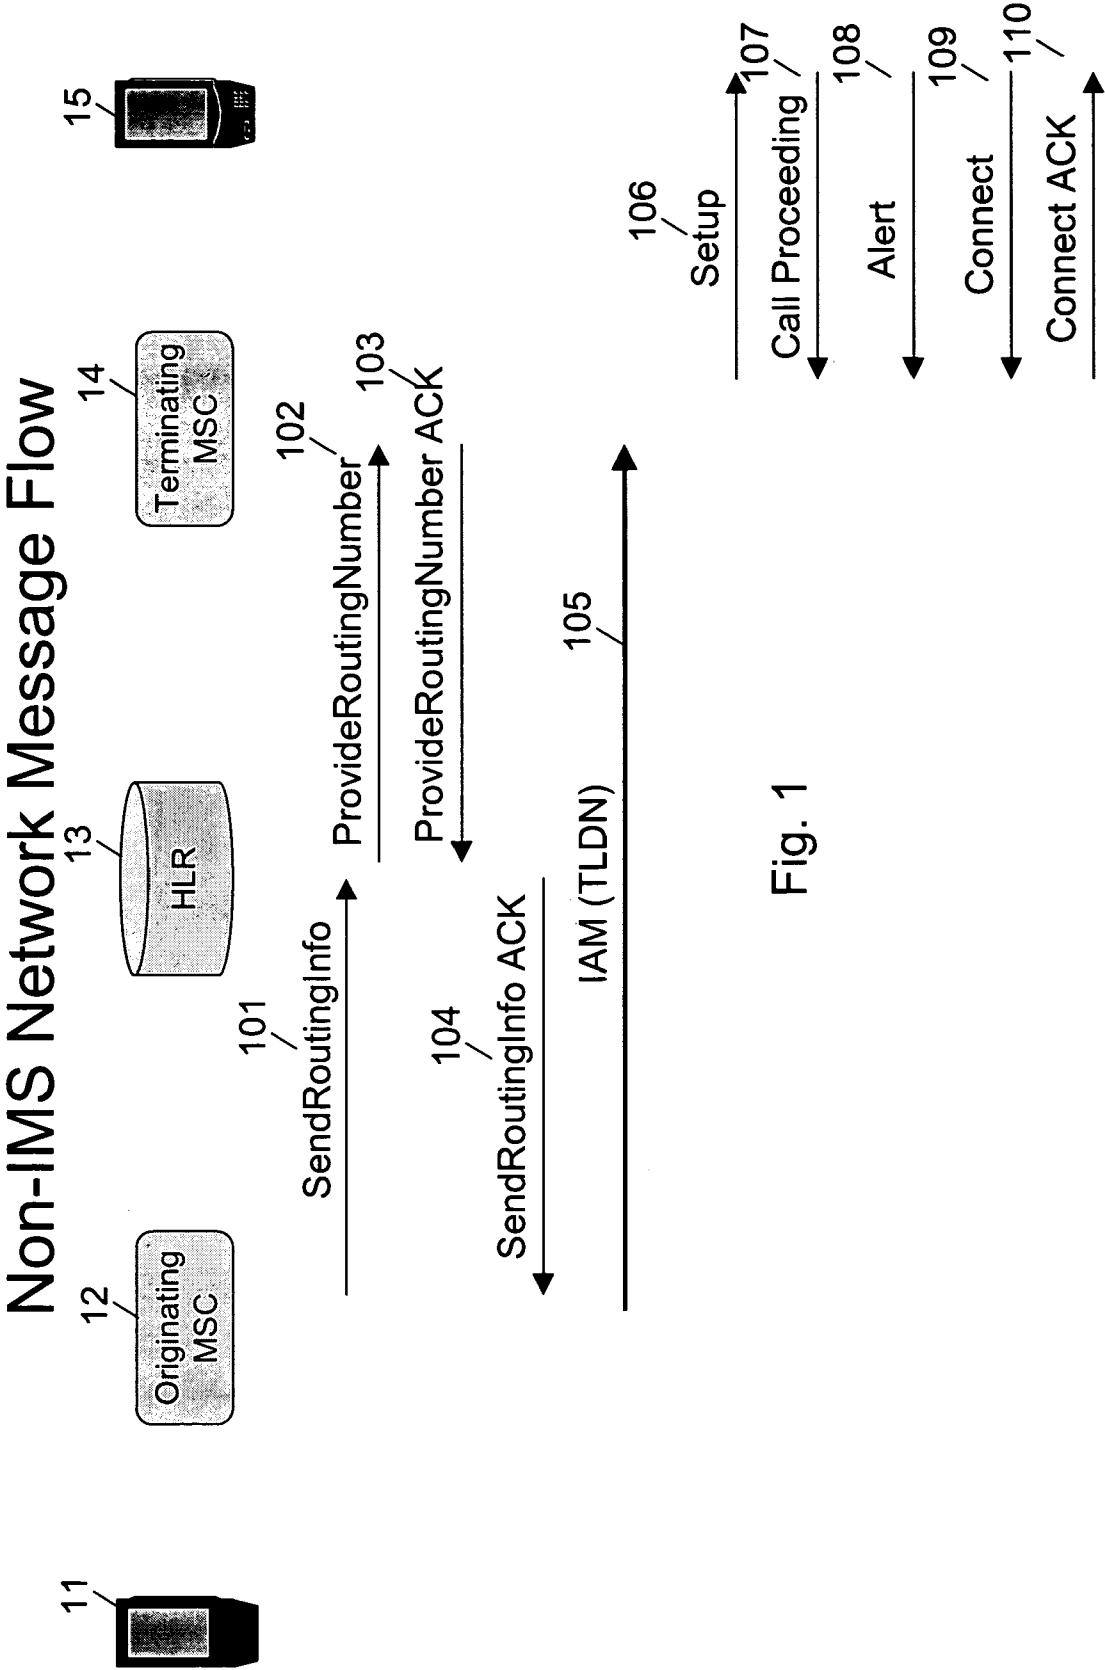 Non-IMS Network Message Flow
11
12
13
14
15
Originating
MSC
HLR
Terminating
MSC
101
SendRoutingInfo
102
ProvideRoutingNumber
103
ProvideRoutingNumber ACK
104
SendRoutingInfo ACK
IAM (TLDN)
105
106
Setup
107
Call Proceeding
108
Alert
109
Connect
110
Connect ACK
Fig. 1